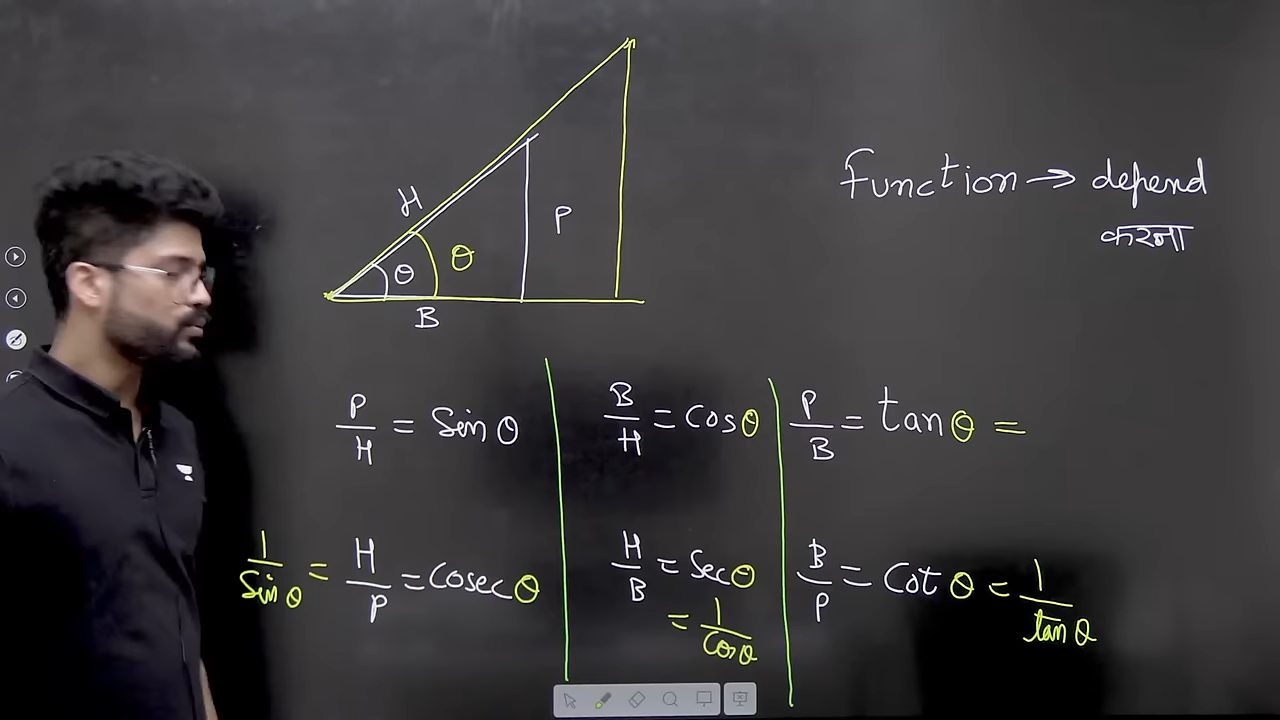 Function → depend
करना
H
P
θ θ
B
P/H = Sin θ
B/H = Cos θ
P/B = tan θ =
1/Sin θ = H/P = Cosec θ
H/B = Sec θ
= 1/Cos θ
B/P = Cot θ = 1/tan θ